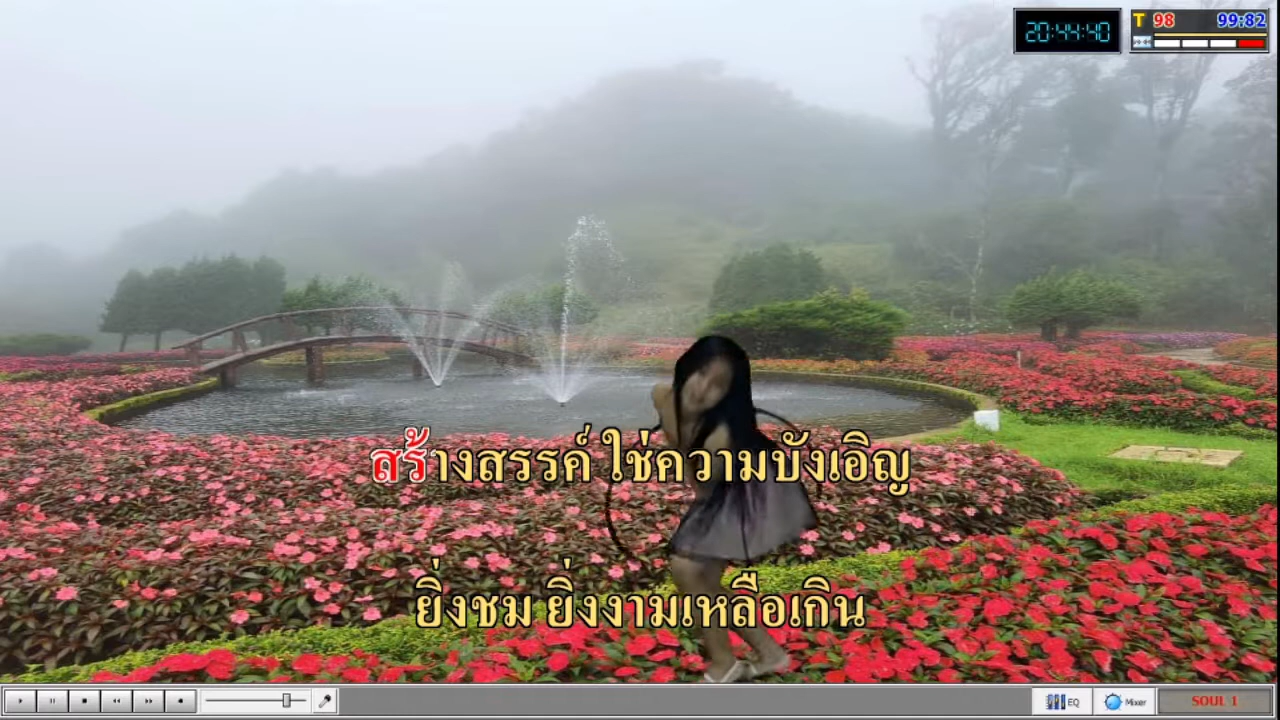 20:44:40
T 98 99:82
สร้างสรรค์ ใช่ความบังเอิญ
ยิ่งชม ยิ่งงามเหลือเกิน
EQ
Mixer
SOUL 1